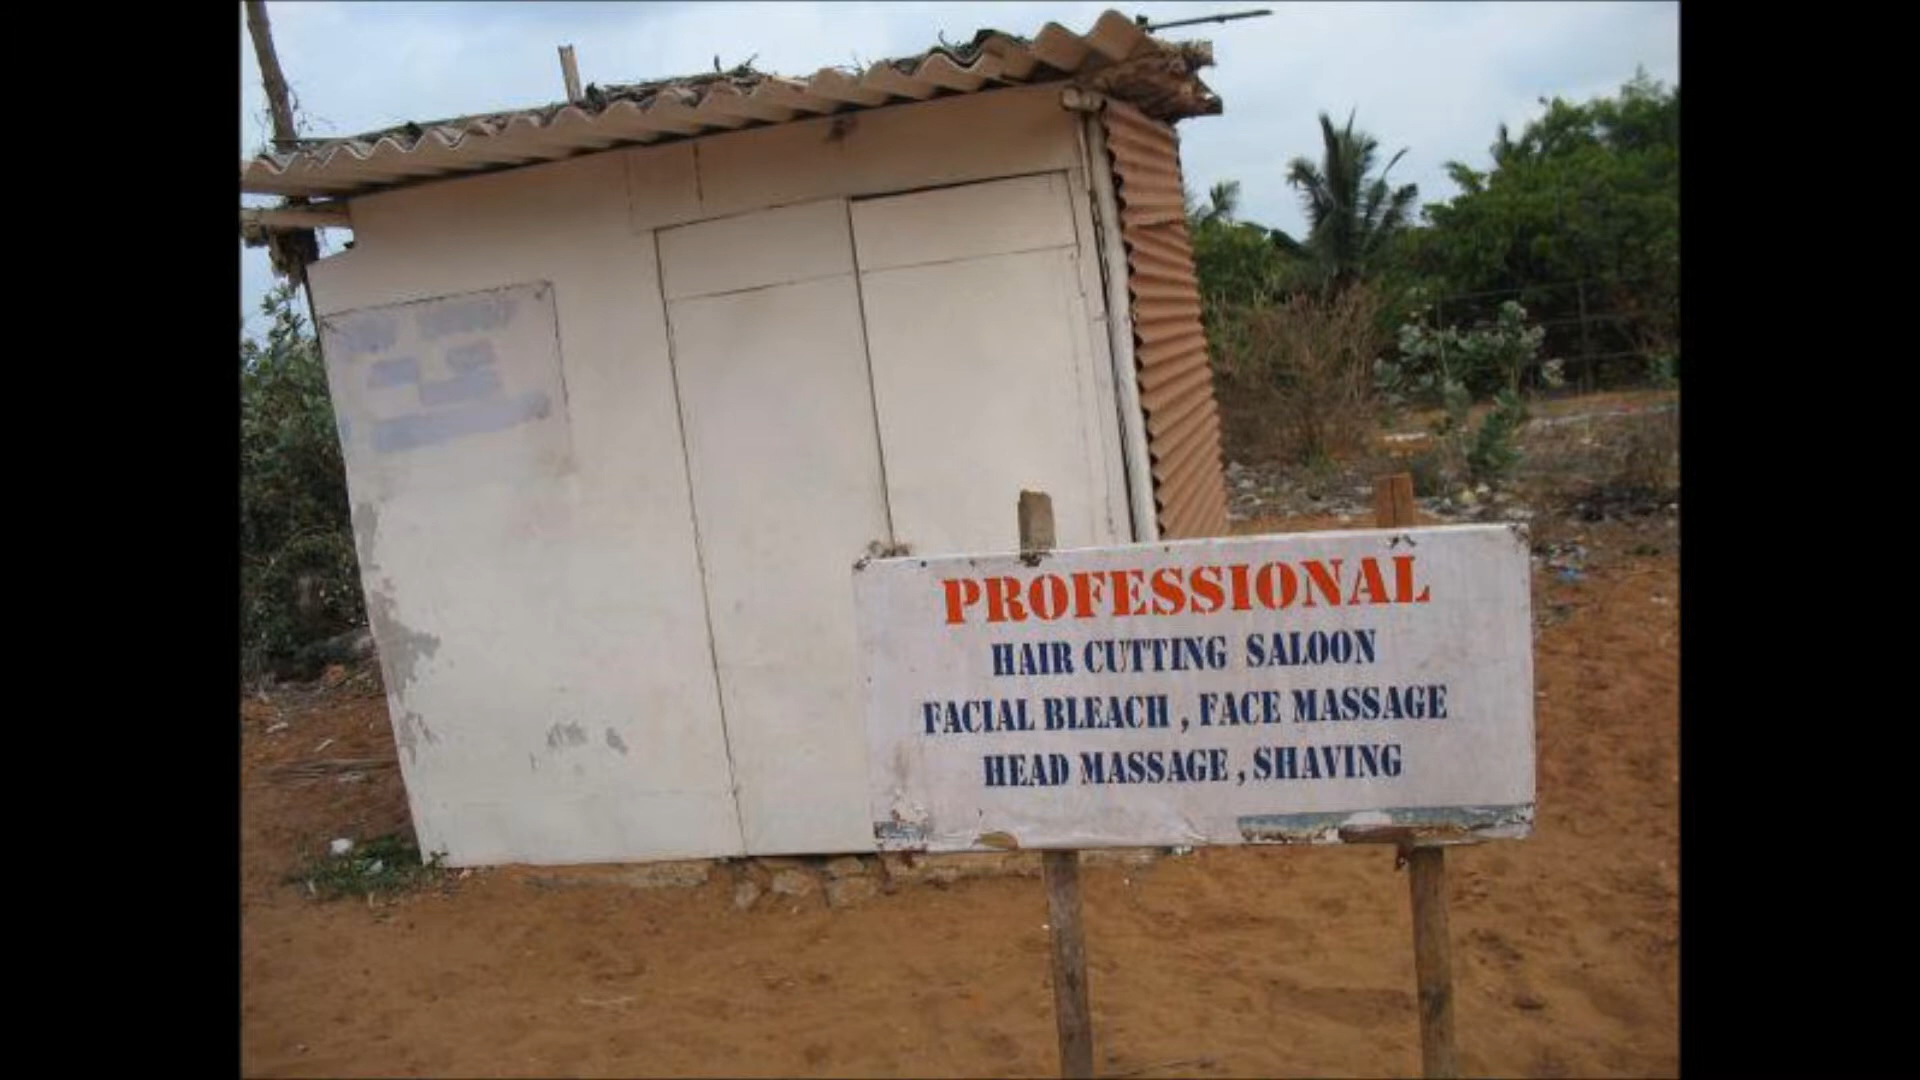 PROFESSIONAL
HAIR CUTTING SALOON
FACIAL BLEACH , FACE MASSAGE
HEAD MASSAGE , SHAVING